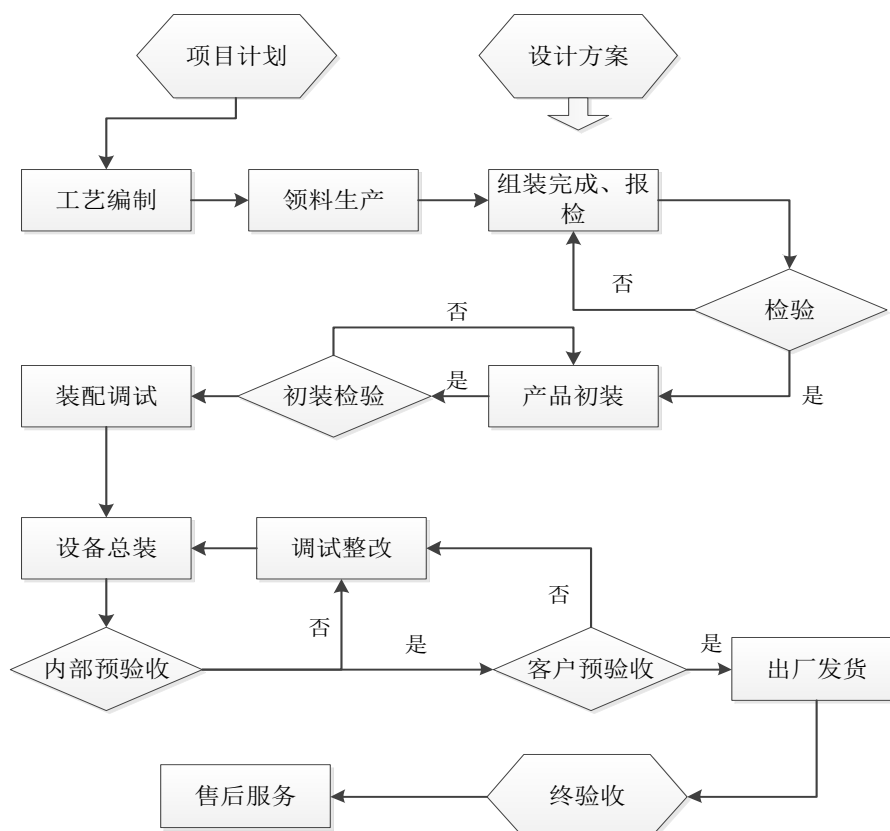 项目计划
设计方案
工艺编制
领料生产
组装完成、报
检
否
检验
否
装配调试
初装检验
是
产品初装
是
设备总装
调试整改
否
否
是
是
内部预验收
客户预验收
出厂发货
售后服务
终验收